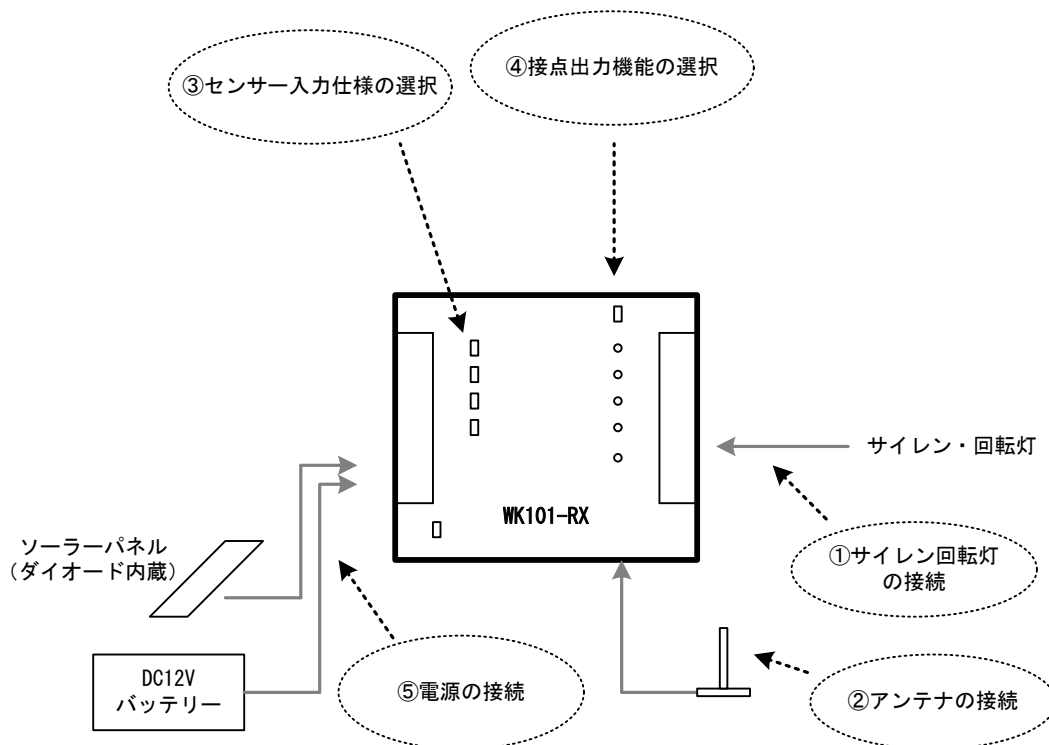 ④接点出力機能の選択
③センサー入力仕様の選択
サイレン・回転灯
WK101-RX
ソーラーパネル
（ダイオード内蔵）
①サイレン回転灯
の接続
DC12V
バッテリー
⑤電源の接続
②アンテナの接続